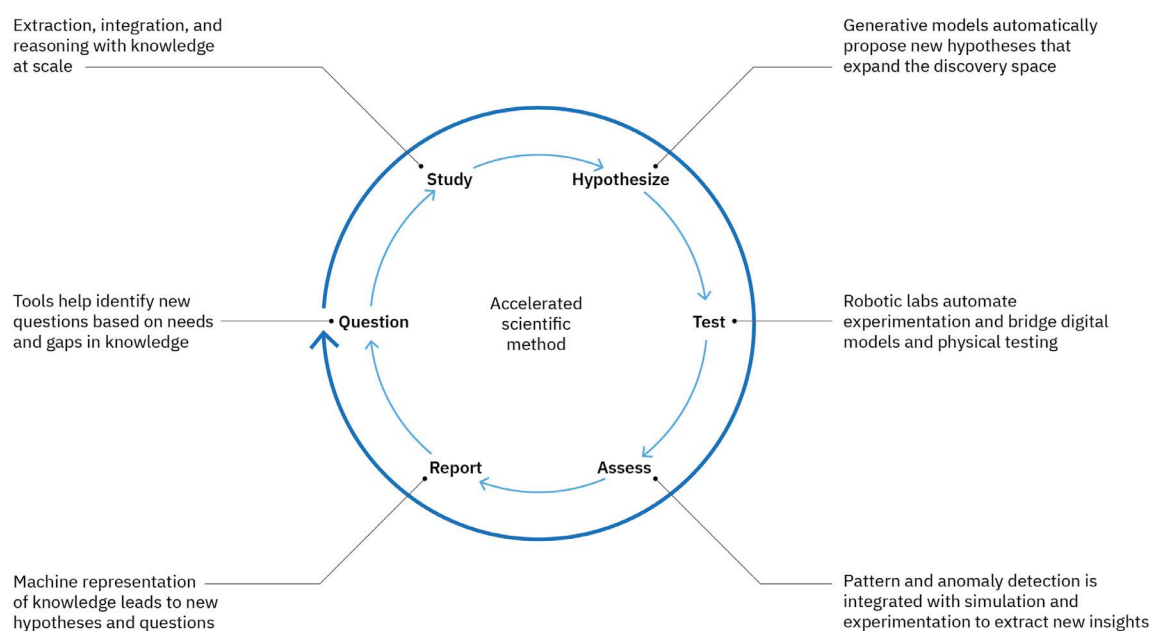 Extraction, integration, and
reasoning with knowledge
at scale
Generative models automatically
propose new hypotheses that
expand the discovery space
Study
Hypothesize
Tools help identify new
questions based on needs
and gaps in knowledge
Question
Accelerated
scientific
method
Test
Robotic labs automate
experimentation and bridge digital
models and physical testing
Report
Assess
Machine representation
of knowledge leads to new
hypotheses and questions
Pattern and anomaly detection is
integrated with simulation and
experimentation to extract new insights